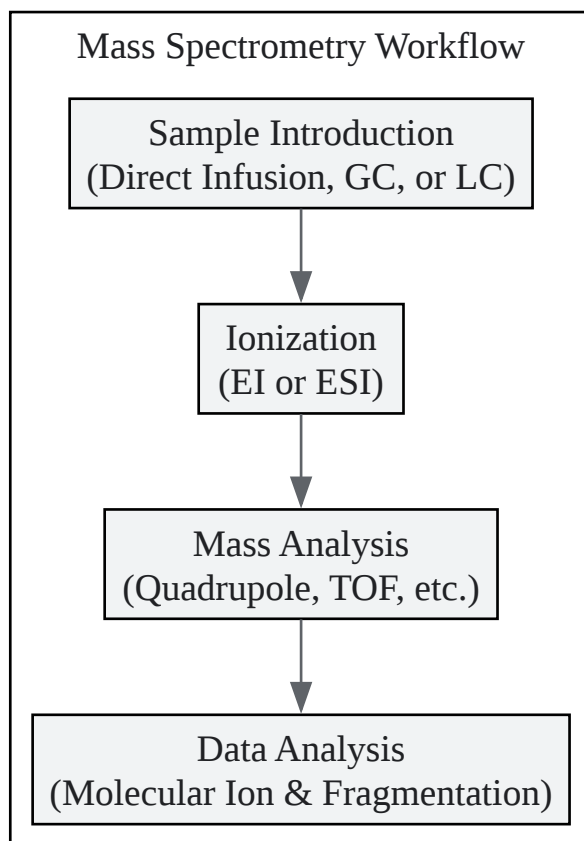 Mass Spectrometry Workflow
Sample Introduction
(Direct Infusion, GC, or LC)
Ionization
(EI or ESI)
Mass Analysis
(Quadrupole, TOF, etc.)
Data Analysis
(Molecular Ion & Fragmentation)